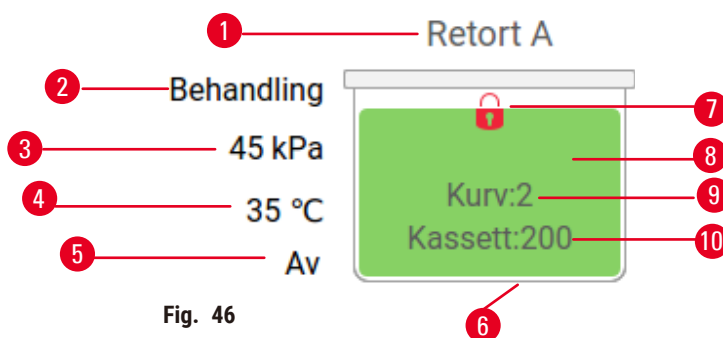 1 Retort A
2 Behandling
7
3 45 kPa
8
4 35 °C
Kurv:2 9
5 Av
Kassett:200 10
Fig. 46
6